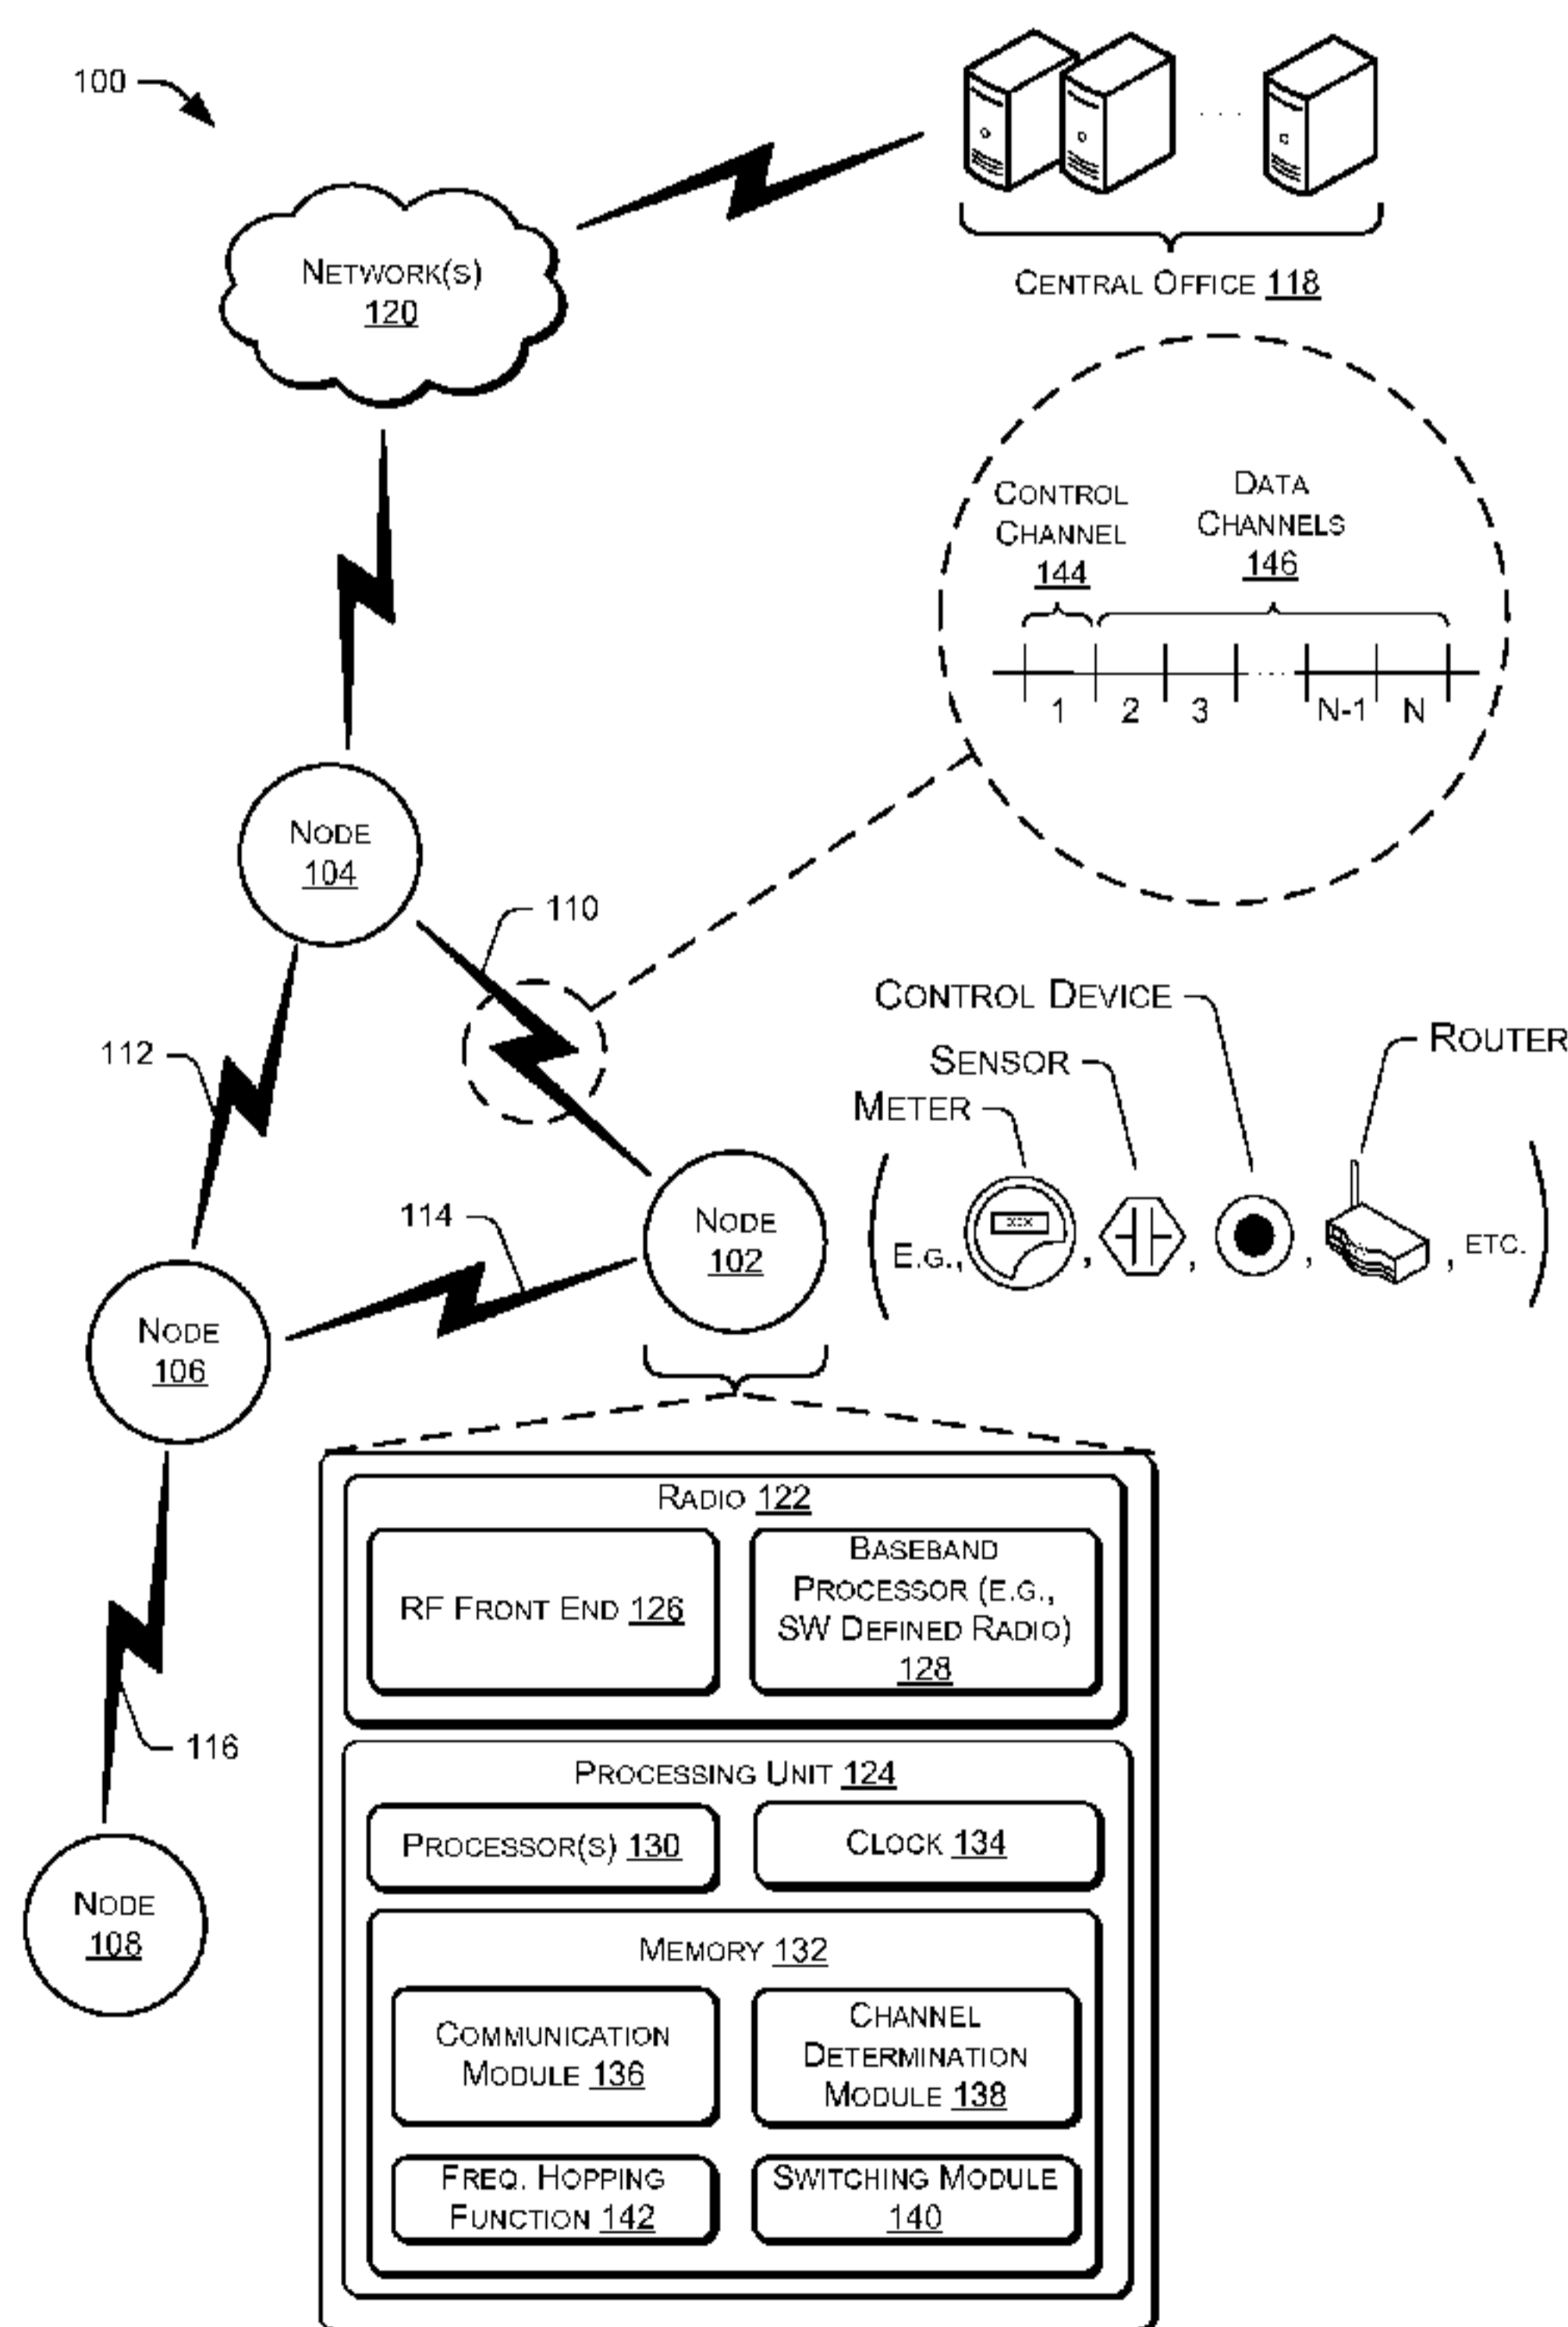 100
NETWORK(S)
120
CENTRAL OFFICE 118
CONTROL
CHANNEL
144
DATA
CHANNELS
146
1 2 3 ... N-1 N
NODE
104
110
112
CONTROL DEVICE
ROUTER
SENSOR
METER
114
NODE
102
(E.G., XIX , , , , ETC.)
NODE
106
RADIO 122
RF FRONT END 126
BASEBAND
PROCESSOR (E.G.,
SW DEFINED RADIO)
128
116
PROCESSING UNIT 124
PROCESSOR(S) 130
CLOCK 134
NODE
108
MEMORY 132
COMMUNICATION
MODULE 136
CHANNEL
DETERMINATION
MODULE 138
FREQ. HOPPING
FUNCTION 142
SWITCHING MODULE
140